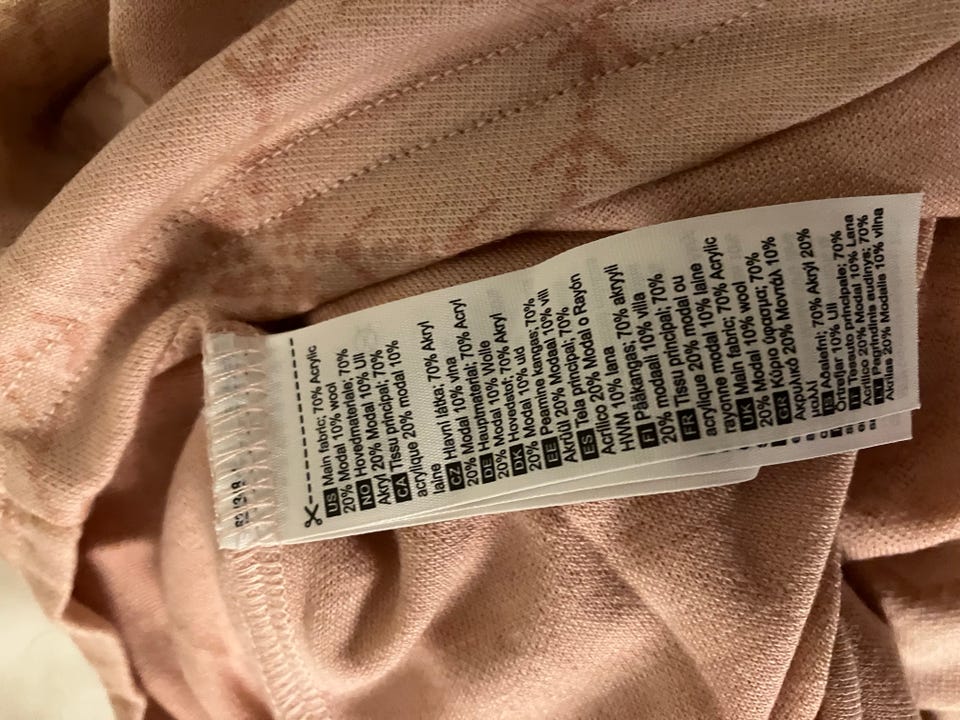 US Main fabric; 70% Acrylic
20% Modal 10% wool
NO Hovedmateriale; 70%
Akryl 20% Modal 10% Ull
CA Tissu principal; 70%
acrylique 20% modal 10%
laine
CZ Hlavní látka; 70% Akryl
20% Modal 10% vlna
DE Hauptmaterial; 70% Acryl
20% Modal 10% Wolle
DK Hovedstof; 70% Akryl
20% Modal 10% uld
EE Peamine kangas; 70%
Akrüül 20% Modaal 10% vill
ES Tela principal; 70%
Acrílico 20% Modal o Rayón
HVM 10% lana
FI Pääkangas; 70% akryyli
20% modaali 10% villa
FR Tissu principal; 70%
acrylique 20% modal ou
rayonne modal 10% laine
UK Main fabric; 70% Acrylic
20% Modal 10% wool
GR Κύριο ύφασμα; 70%
Ακρυλικό 20% Μοντάλ 10%
μαλλί
IS Aðalefni; 70% Akrýl 20%
10% Ull
IT Tessuto principale; 70%
Acrilico 20% Modal 10% Lana
Pagrindinis audinys; 70%
Akrilas 20% Modalis 10% vilna